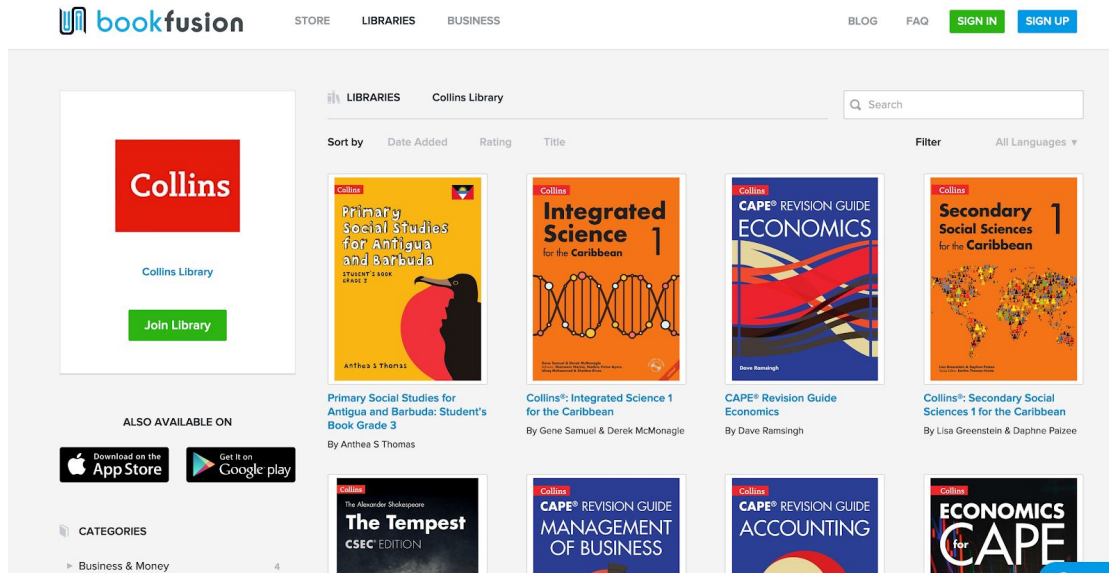 bookfusion
STORE LIBRARIES BUSINESS
BLOG FAQ SIGN IN SIGN UP
LIBRARIES Collins Library
Search
Sort by Date Added Rating Title
Filter All Languages
Collins
Collins Library
Join Library
ALSO AVAILABLE ON
Download on the
App Store
Get it on
Google play
CATEGORIES
Business & Money 4
Collins
Primary
Social Studies
for Antigua
and Barbuda
STUDENT'S BOOK
GRADE 3
Anthea S Thomas
Primary Social Studies for
Antigua and Barbuda: Student's
Book Grade 3
By Anthea S Thomas
Collins
Integrated
Science 1
for the Caribbean
Collins®: Integrated Science 1
for the Caribbean
By Gene Samuel & Derek McMonagle
Collins
CAPE® REVISION GUIDE
ECONOMICS
Dave Ramsingh
CAPE® Revision Guide
Economics
By Dave Ramsingh
Collins
Secondary 1
Social Sciences
for the Caribbean
Collins®: Secondary Social
Sciences 1 for the Caribbean
By Lisa Greenstein & Daphne Paizee
Collins
The Alexander Shakespeare
The Tempest
CSEC® EDITION
Collins
CAPE® REVISION GUIDE
MANAGEMENT
OF BUSINESS
Collins
CAPE® REVISION GUIDE
ACCOUNTING
Collins
ECONOMICS
for CAPE